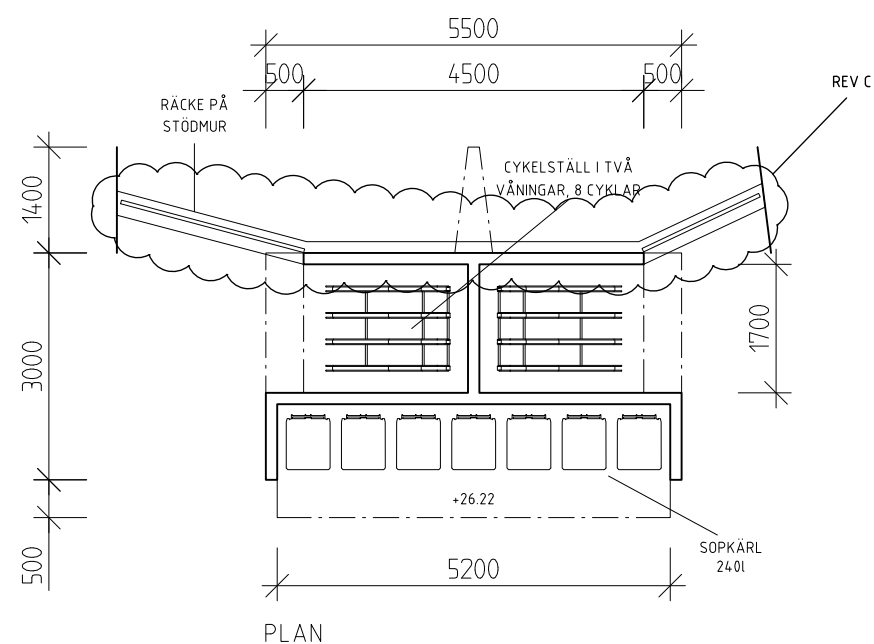 5500
500
4500
500
REV C
RÄCKE PÅ
STÖDMUR
CYKELSTÄLL I TVÅ
VÅNINGAR, 8 CYKLAR
1400
3000
1700
+26.22
SOPKÄRL
240l
500
5200
PLAN